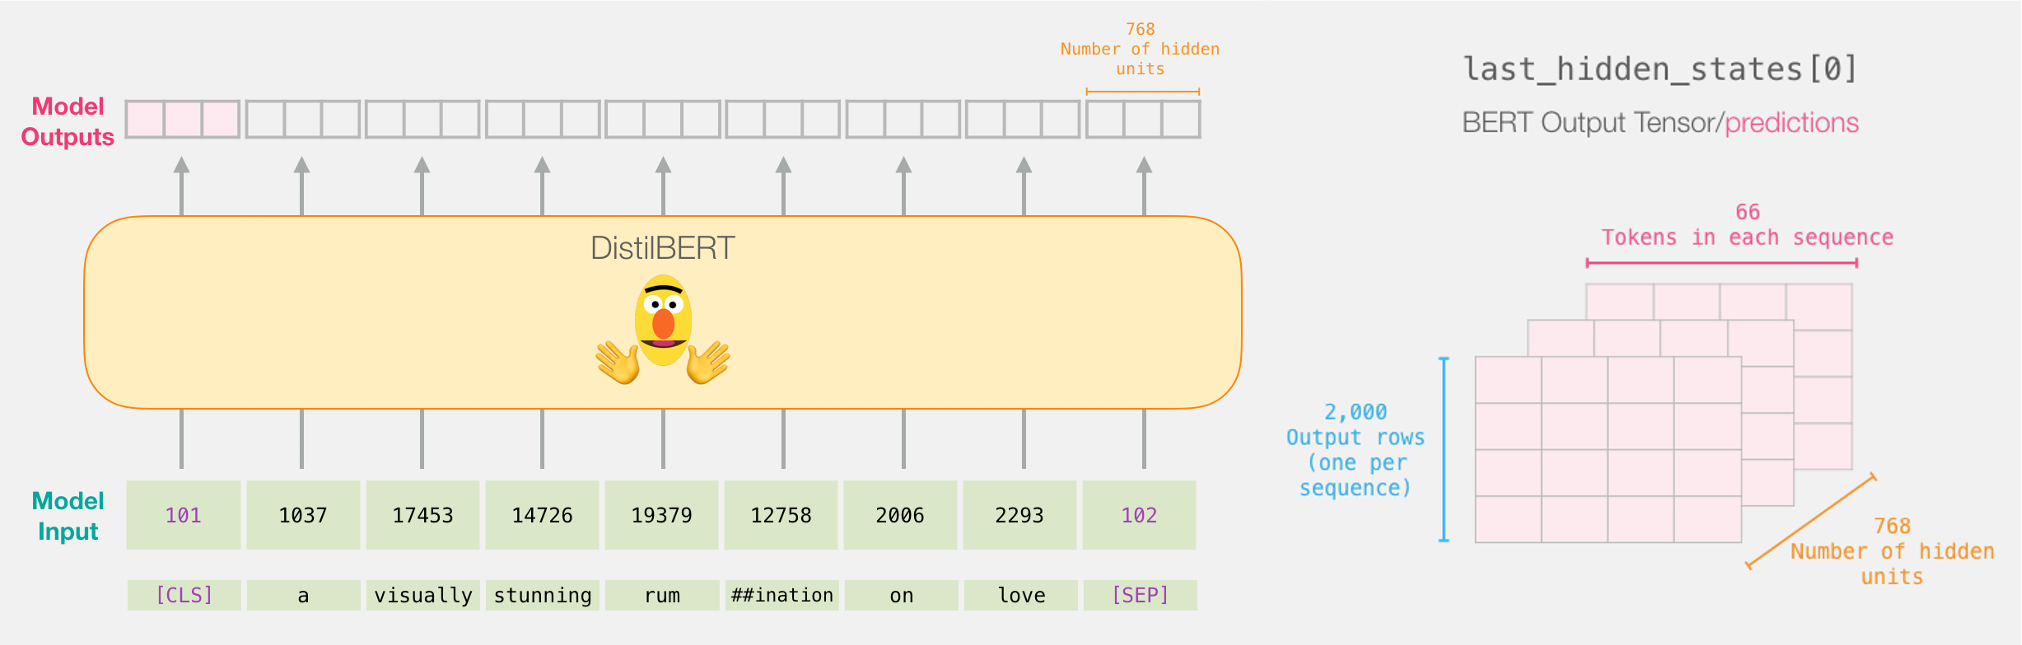 768
Number of hidden
units
Model
Outputs
DistilBERT
Model
Input
101 1037 17453 14726 19379 12758 2006 2293 102
[CLS] a visually stunning rum ##ination on love [SEP]
last_hidden_states[0]
BERT Output Tensor/predictions
66
Tokens in each sequence
2,000
Output rows
(one per
sequence)
768
Number of hidden
units